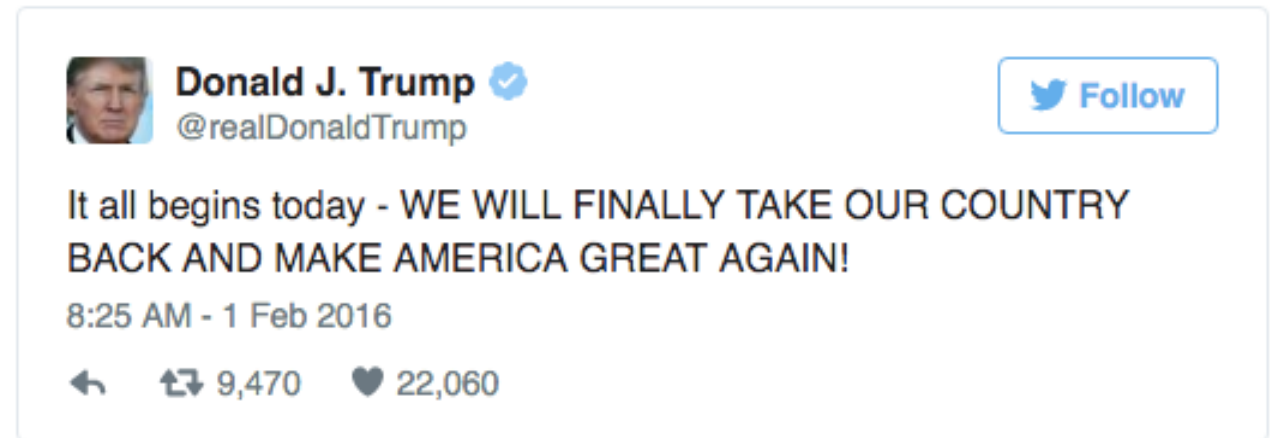 Donald J. Trump
Follow
@realDonaldTrump
It all begins today - WE WILL FINALLY TAKE OUR COUNTRY
BACK AND MAKE AMERICA GREAT AGAIN!
8:25 AM - 1 Feb 2016
9,470 22,060